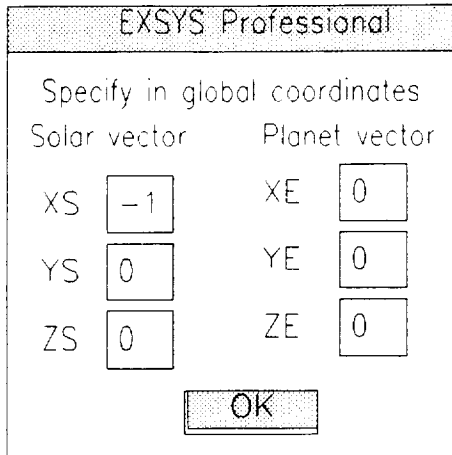 EXSYS Professional
Specify in global coordinates
Solar vector Planet vector
XS -1 XE 0
YS 0 YE 0
ZS 0 ZE 0
OK